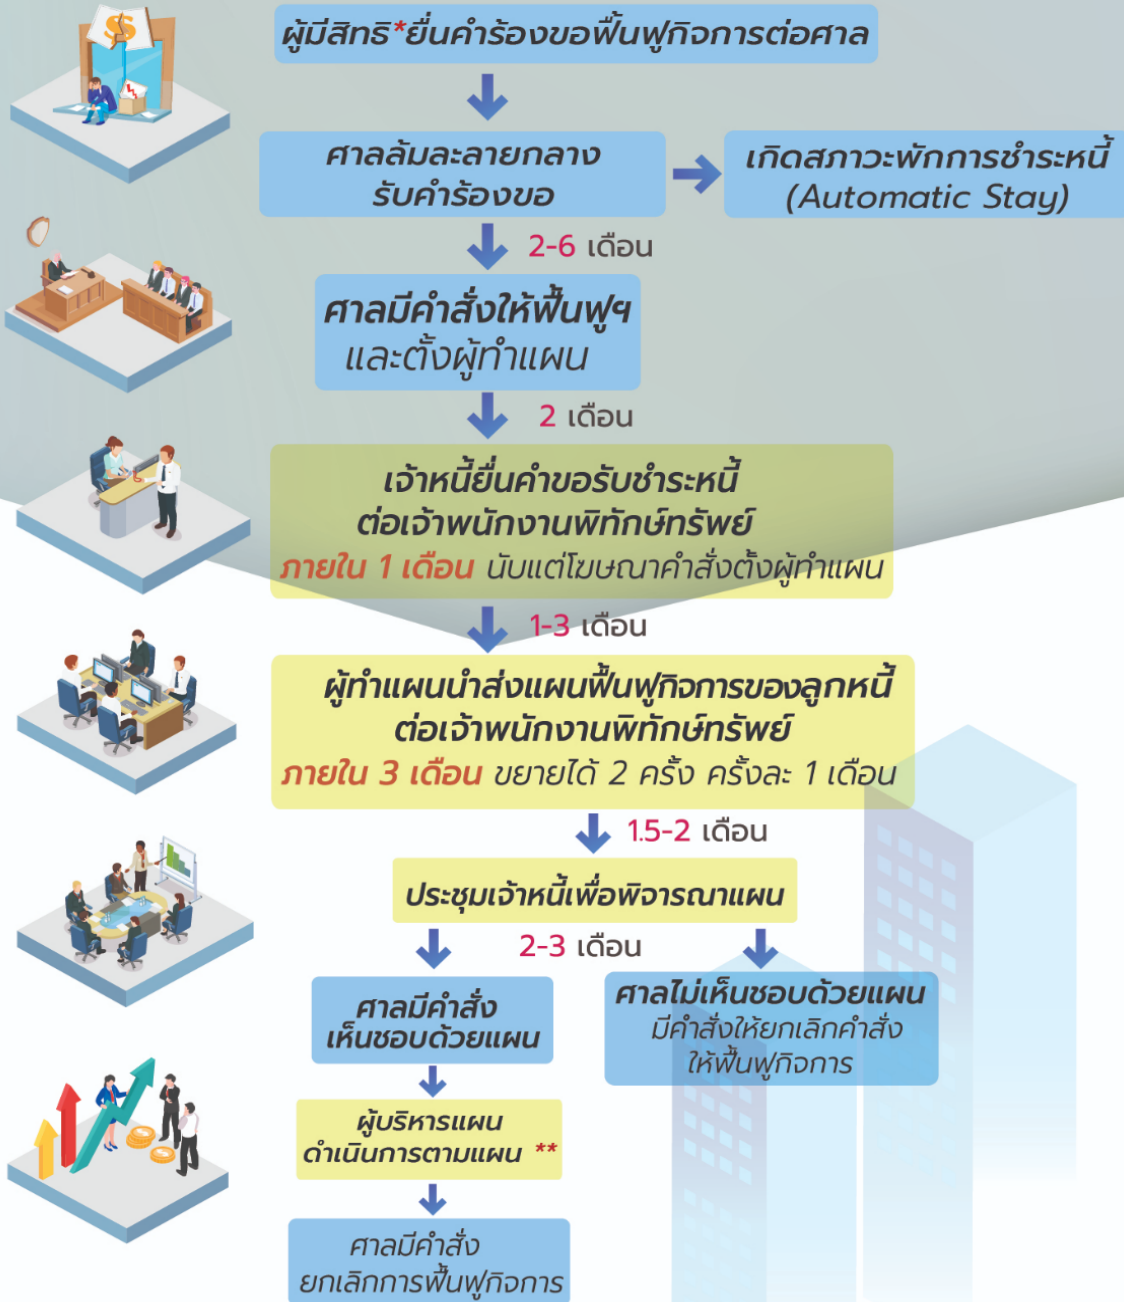 ผู้มีสิทธิ*ยื่นคำร้องขอฟื้นฟูกิจการต่อศาล
ศาลล้มละลายกลาง
รับคำร้องขอ
เกิดสภาวะพักการชำระหนี้
(Automatic Stay)
2-6 เดือน
ศาลมีคำสั่งให้ฟื้นฟูฯ
และตั้งผู้ทำแผน
2 เดือน
เจ้าหนี้ยื่นคำขอรับชำระหนี้
ต่อเจ้าพนักงานพิทักษ์ทรัพย์
ภายใน 1 เดือน นับแต่โฆษณาคำสั่งตั้งผู้ทำแผน
1-3 เดือน
ผู้ทำแผนนำส่งแผนฟื้นฟูกิจการของลูกหนี้
ต่อเจ้าพนักงานพิทักษ์ทรัพย์
ภายใน 3 เดือน ขยายได้ 2 ครั้ง ครั้งละ 1 เดือน
1.5-2 เดือน
ประชุมเจ้าหนี้เพื่อพิจารณาแผน
2-3 เดือน
ศาลมีคำสั่ง
เห็นชอบด้วยแผน
ศาลไม่เห็นชอบด้วยแผน
มีคำสั่งให้ยกเลิกคำสั่ง
ให้ฟื้นฟูกิจการ
ผู้บริหารแผน
ดำเนินการตามแผน **
ศาลมีคำสั่ง
ยกเลิกการฟื้นฟูกิจการ